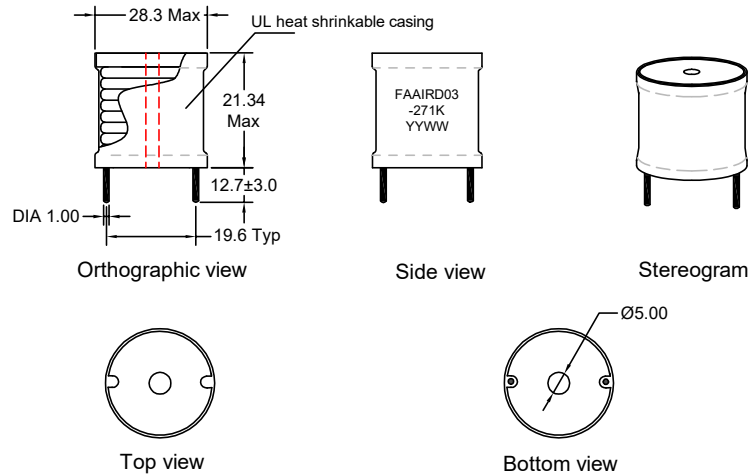 28.3 Max
UL heat shrinkable casing
21.34
Max
12.7±3.0
DIA 1.00
19.6 Typ
Orthographic view
FAAIRD03
-271K
YYWW
Side view
Stereogram
Top view
Ø5.00
Bottom view